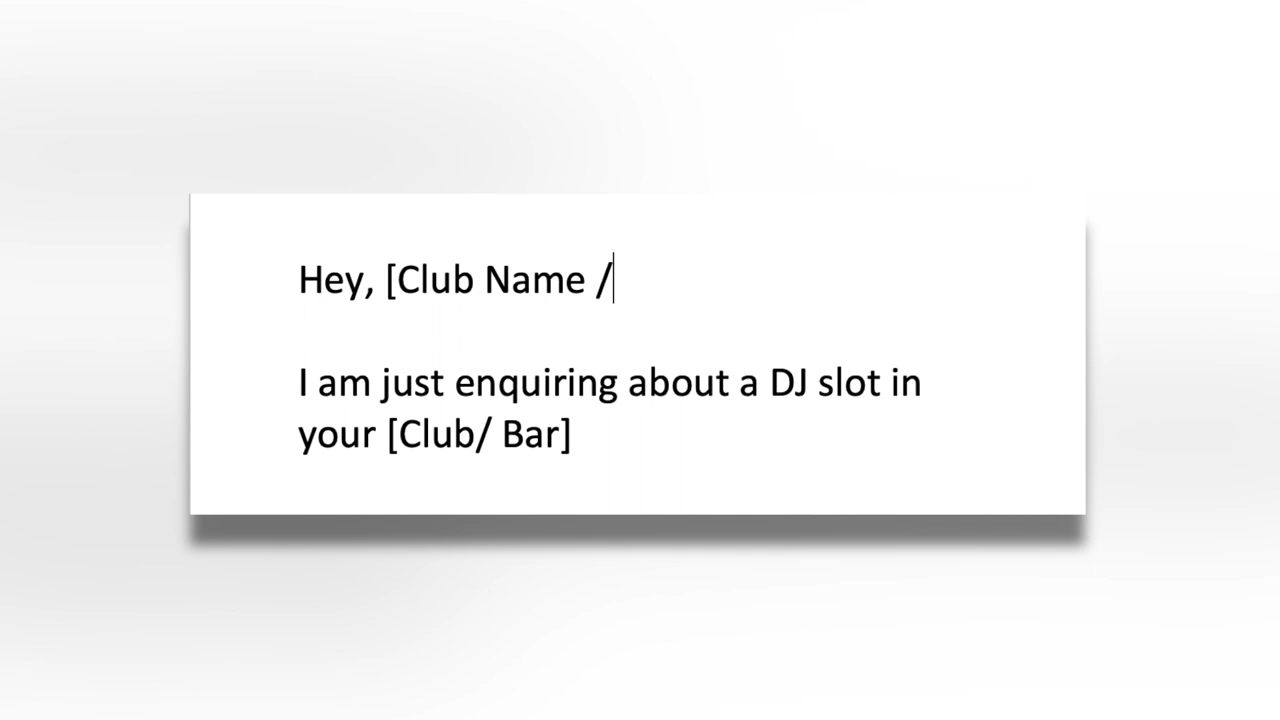 Hey, [Club Name /
I am just enquiring about a DJ slot in
your [Club/ Bar]